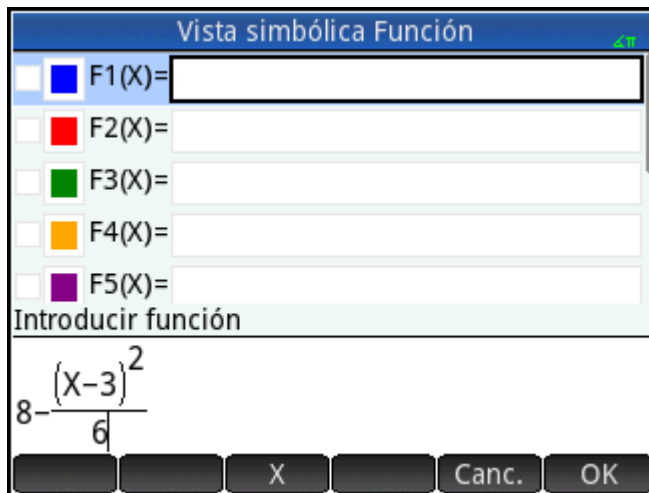 Vista simbólica Función
∡π
F1(X)=
F2(X)=
F3(X)=
F4(X)=
F5(X)=
Introducir función
8-(X-3)²/6
X Canc. OK